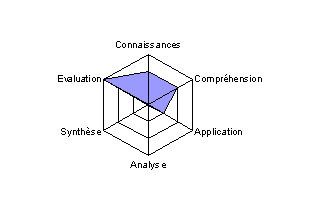 Connaissances
Evaluation
Compréhension
Synthèse
Application
Analyse